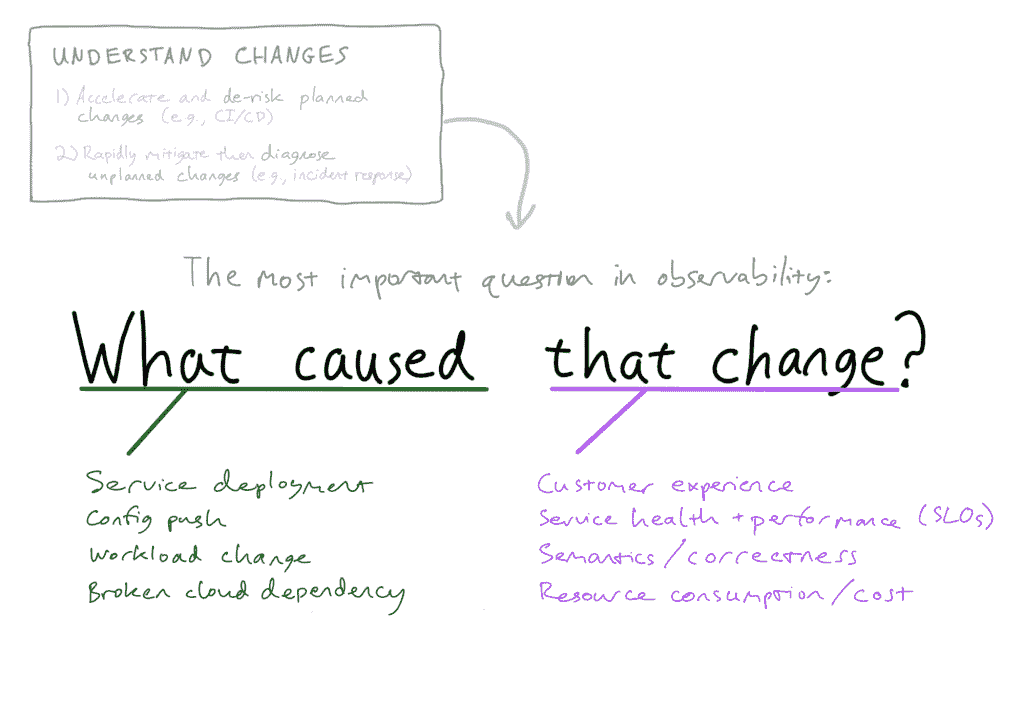 UNDERSTAND CHANGES
1) Accelerate and de-risk planned
changes (e.g., CI/CD)
2) Rapidly mitigate then diagnose
unplanned changes (e.g., incident response)
The most important question in observability:
What caused that change?
Service deployment
Config push
Workload change
Broken cloud dependency
Customer experience
Service health + performance (SLOs)
Semantics/correctness
Resource consumption/cost